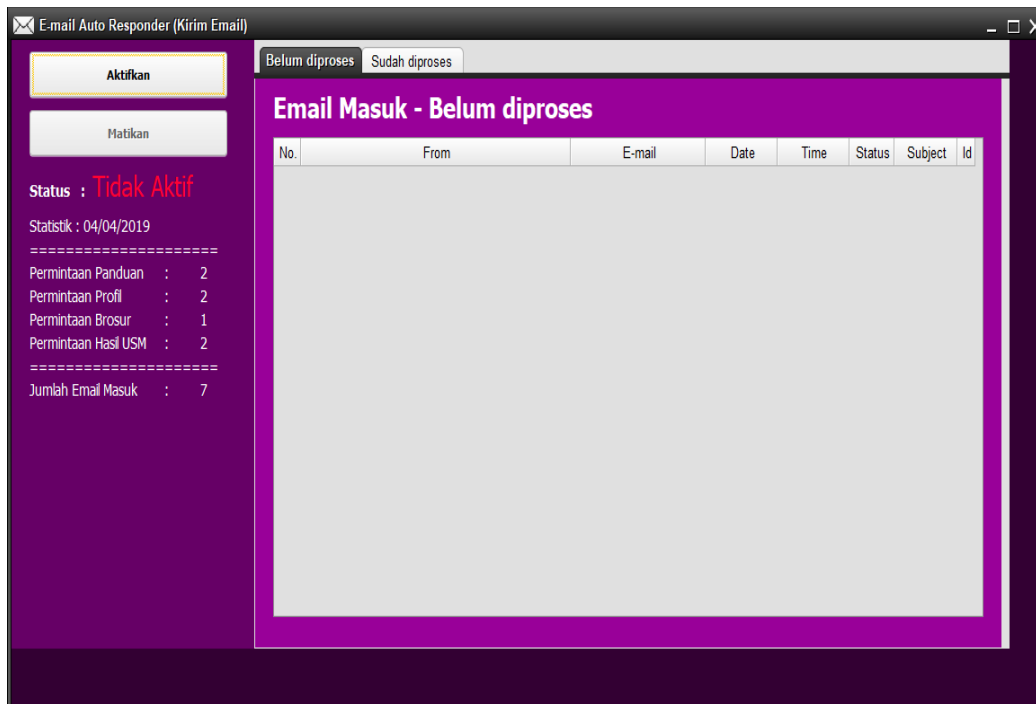 E-mail Auto Responder (Kirim Email)
Aktifkan
Matikan
Status : Tidak Aktif
Statistik : 04/04/2019
=====================
Permintaan Panduan : 2
Permintaan Profil : 2
Permintaan Brosur : 1
Permintaan Hasil USM : 2
=====================
Jumlah Email Masuk : 7
Belum diproses Sudah diproses
Email Masuk - Belum diproses
No. From E-mail Date Time Status Subject Id